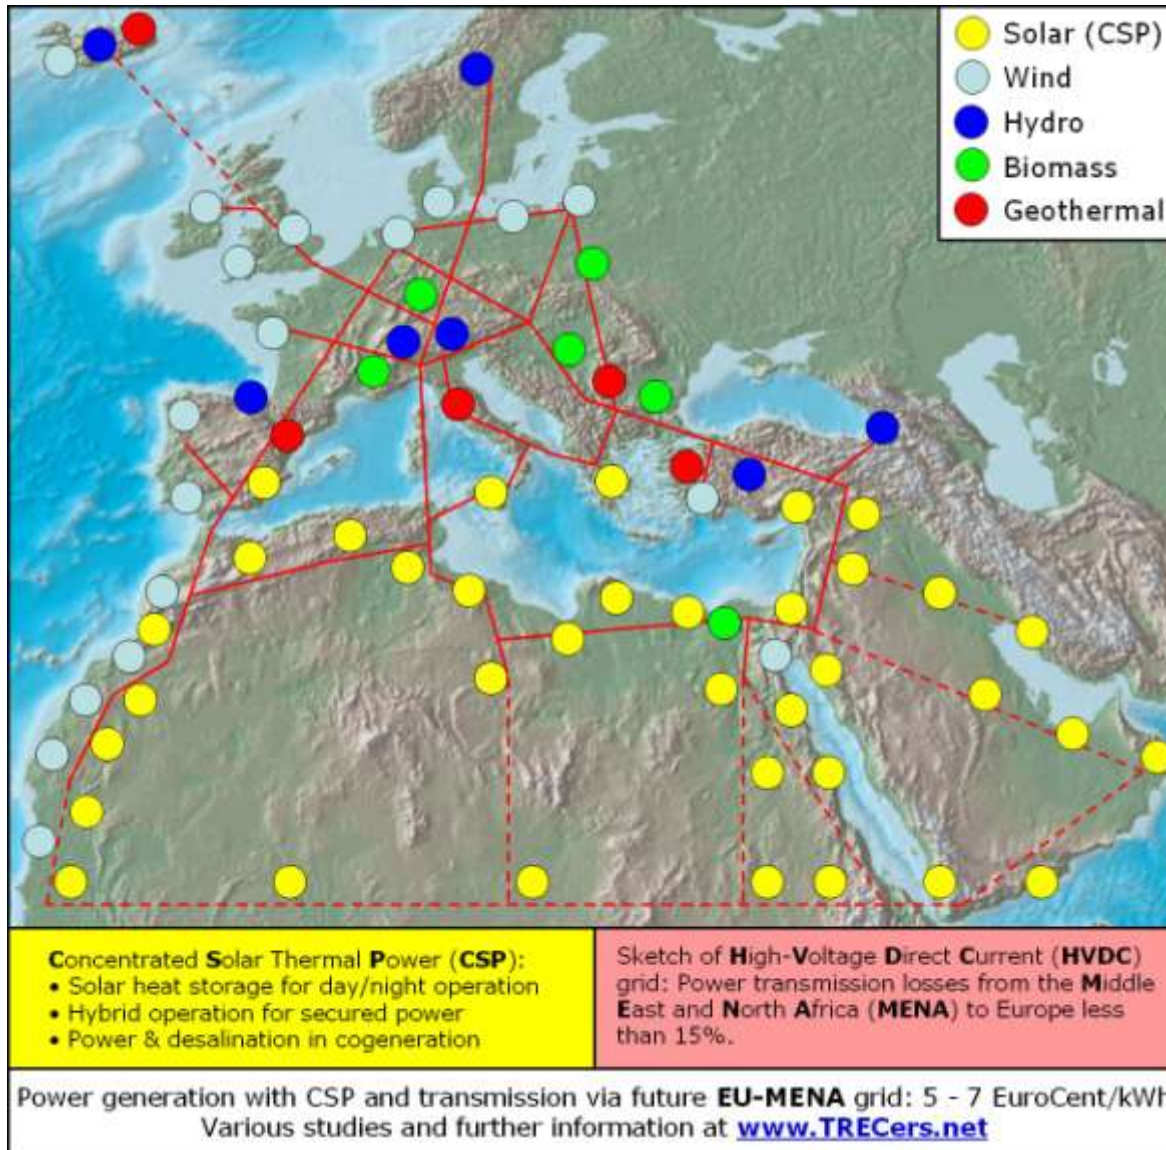 Solar (CSP)
Wind
Hydro
Biomass
Geothermal
Concentrated Solar Thermal Power (CSP):
• Solar heat storage for day/night operation
• Hybrid operation for secured power
• Power & desalination in cogeneration
Sketch of High-Voltage Direct Current (HVDC)
grid: Power transmission losses from the Middle
East and North Africa (MENA) to Europe less
than 15%.
Power generation with CSP and transmission via future EU-MENA grid: 5 - 7 EuroCent/kWh
Various studies and further information at www.TRECers.net